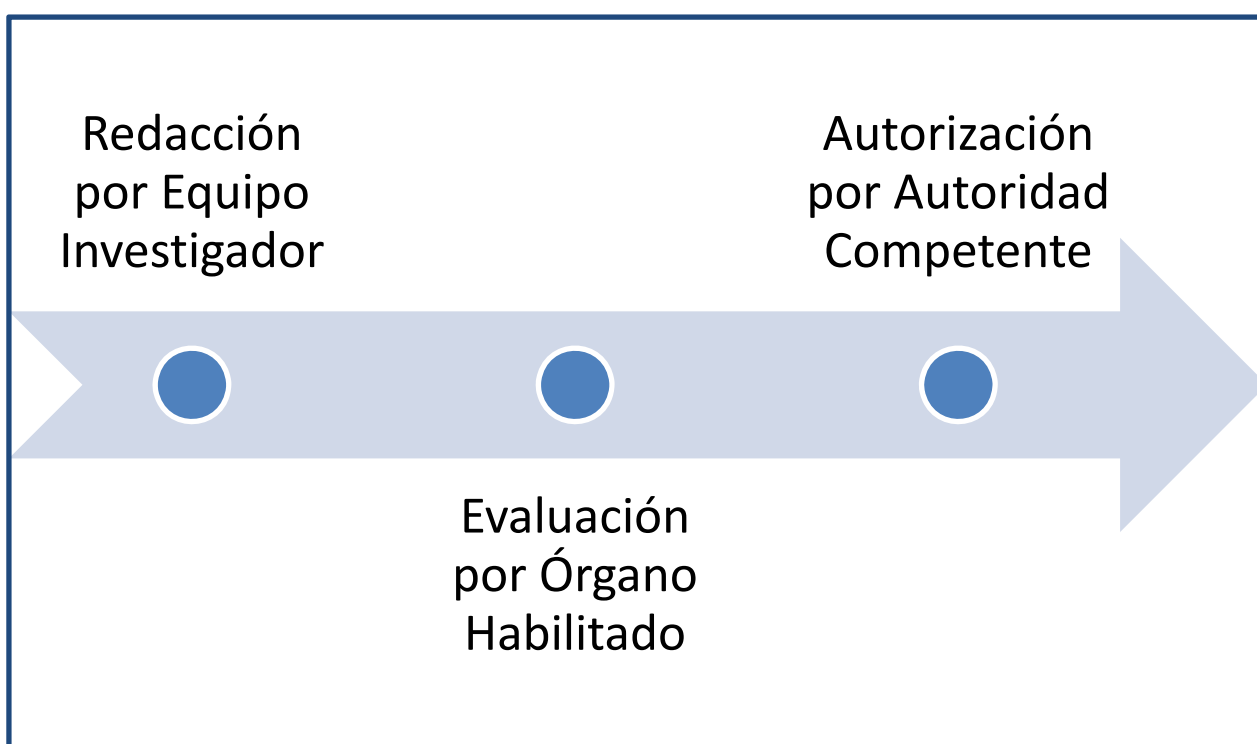 Redacción
por Equipo
Investigador
Evaluación
por Órgano
Habilitado
Autorización
por Autoridad
Competente